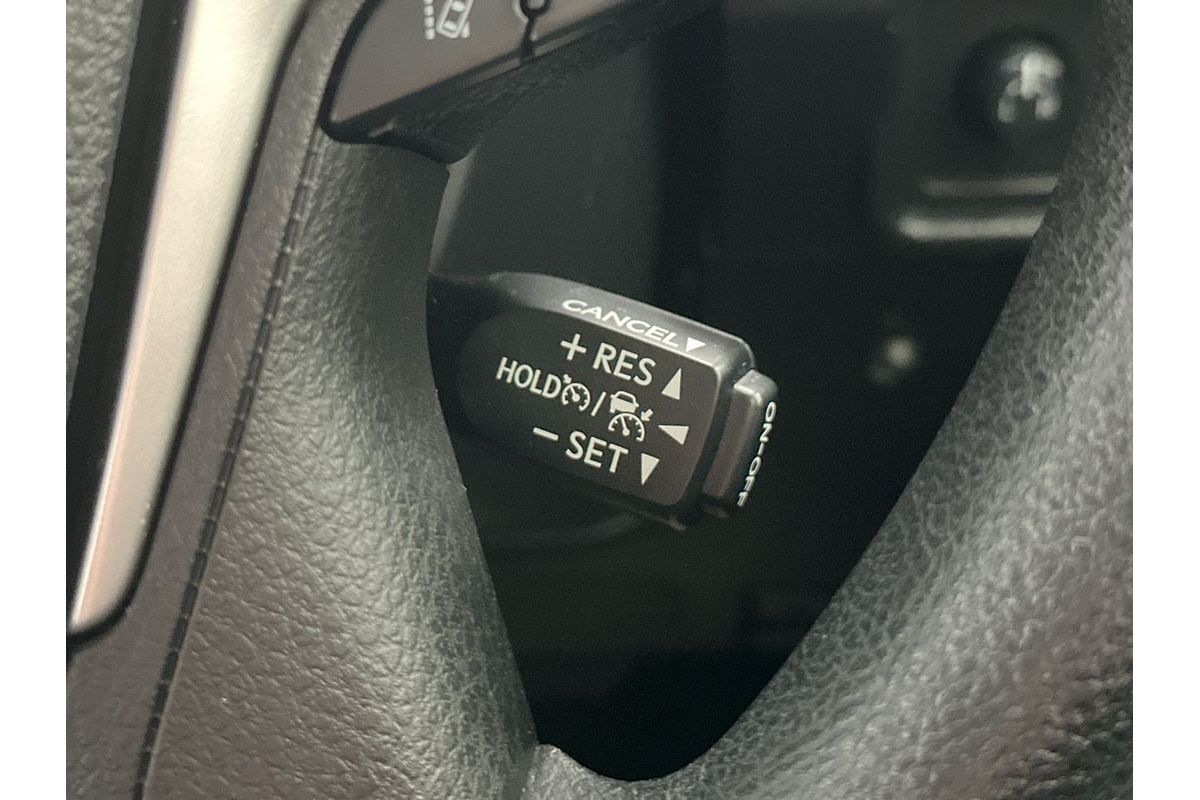 CANCEL▼
+ RES ▲
HOLD / ◀
− SET ▼
ON-OFF